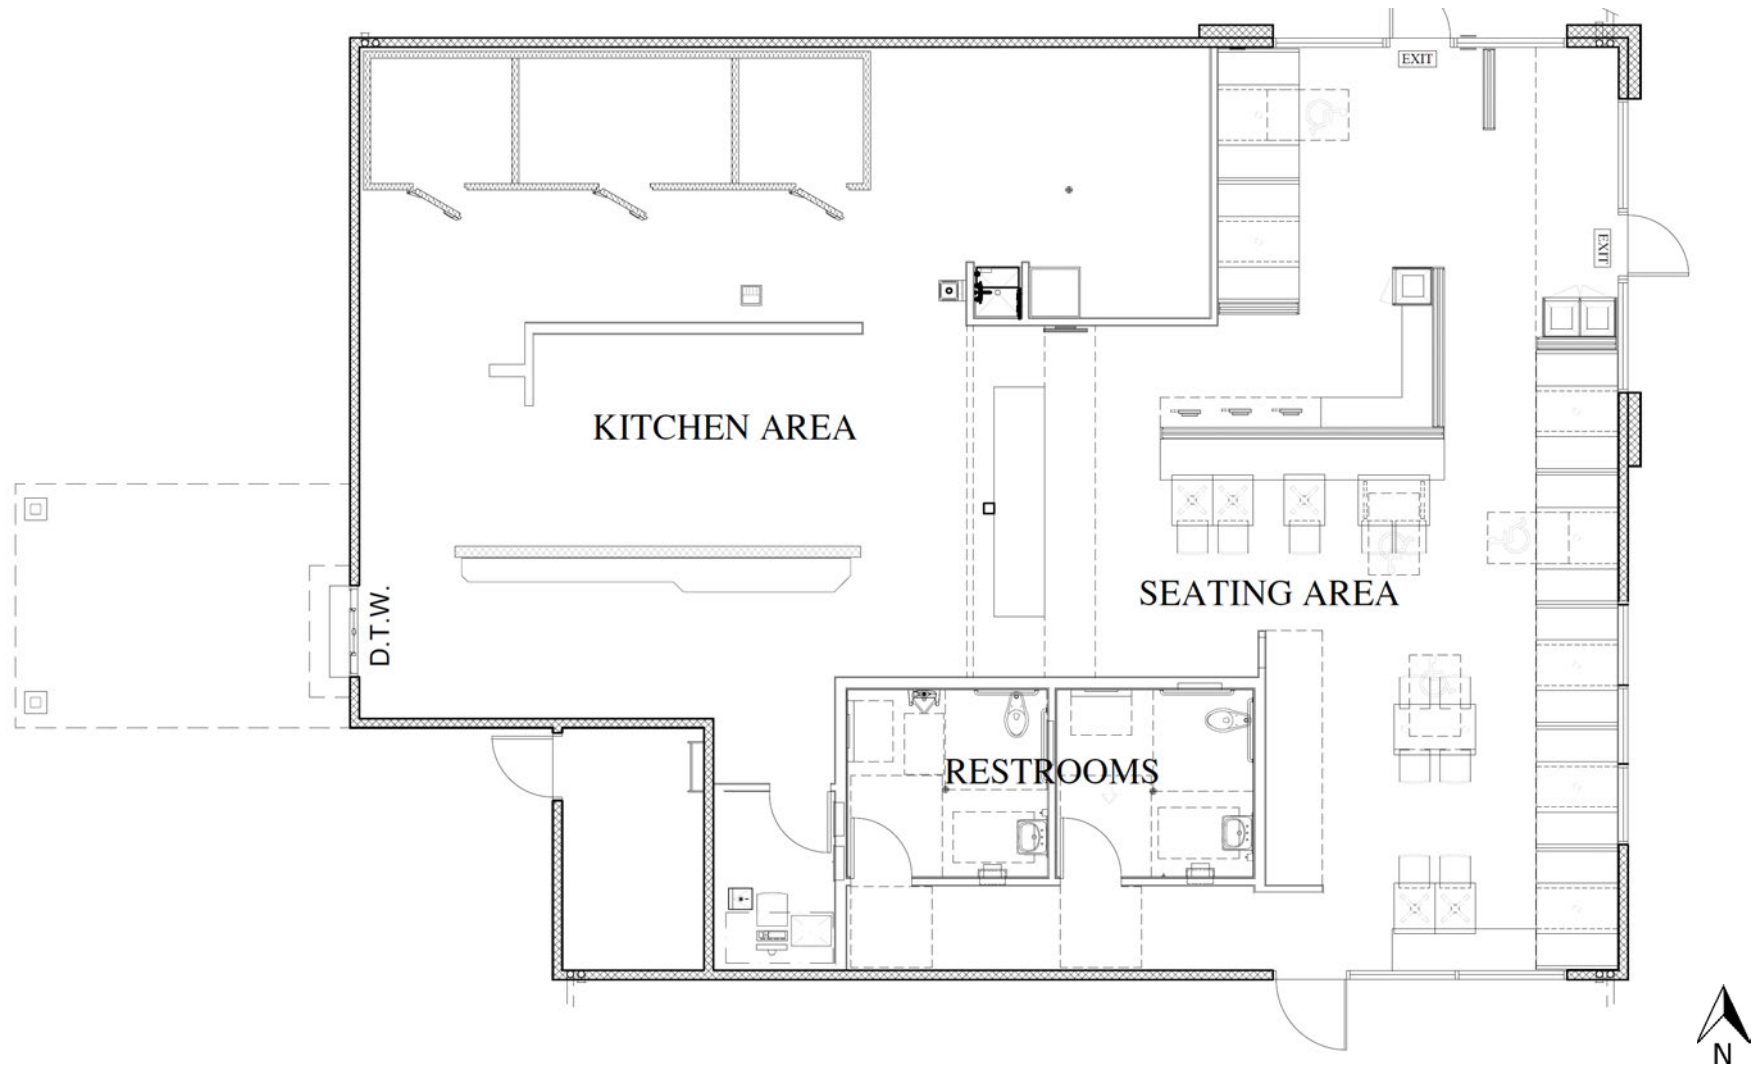 EXIT
EXIT
KITCHEN AREA
SEATING AREA
D.T.W.
RESTROOMS
N